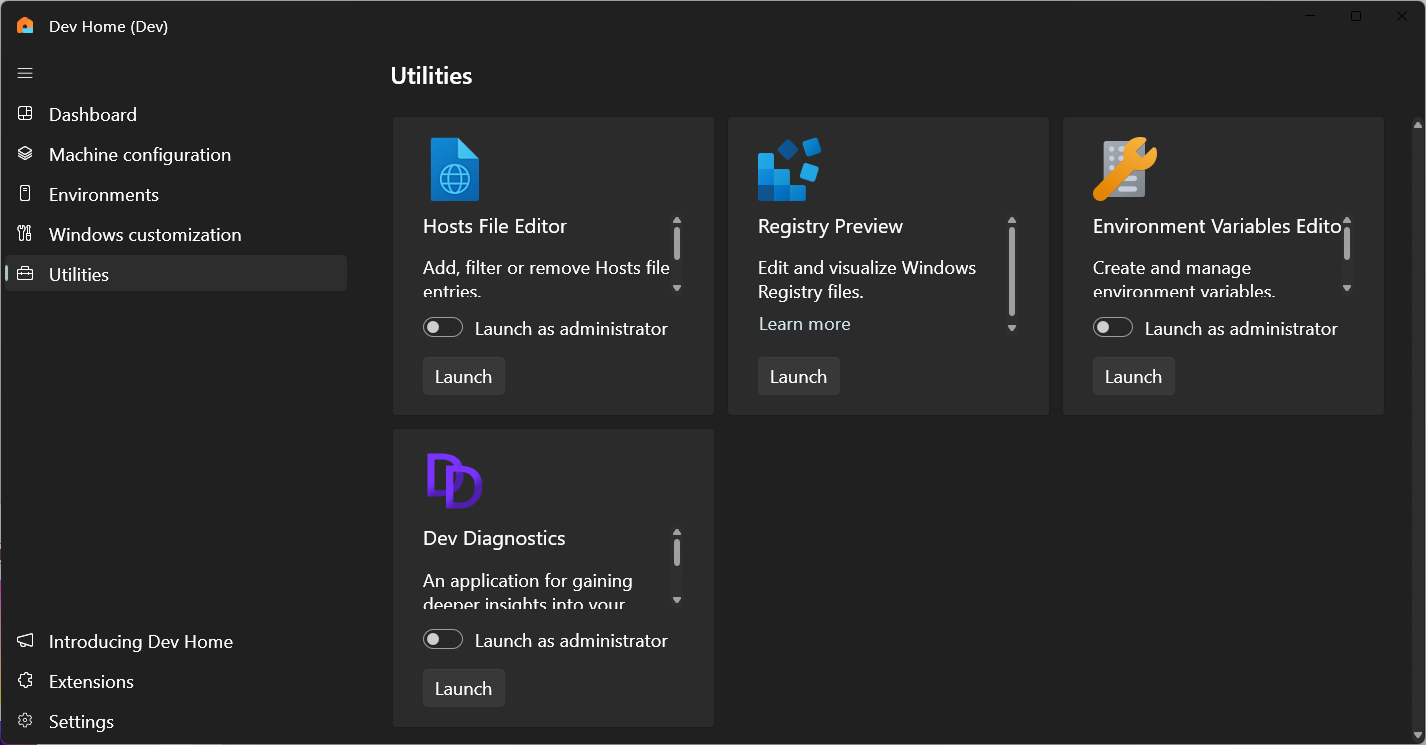 Dev Home (Dev)
Dashboard
Machine configuration
Environments
Windows customization
Utilities
Introducing Dev Home
Extensions
Settings
Utilities
Hosts File Editor
Add, filter or remove Hosts file
entries.
Launch as administrator
Launch
Registry Preview
Edit and visualize Windows
Registry files.
Learn more
Launch
Environment Variables Edito
Create and manage
environment variables.
Launch as administrator
Launch
DD
Dev Diagnostics
An application for gaining
deeper insights into your
Launch as administrator
Launch